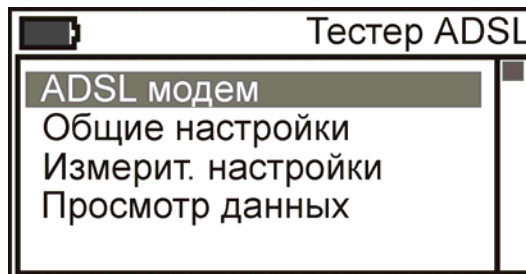 Тестер ADSL
ADSL модем
Общие настройки
Измерит. настройки
Просмотр данных